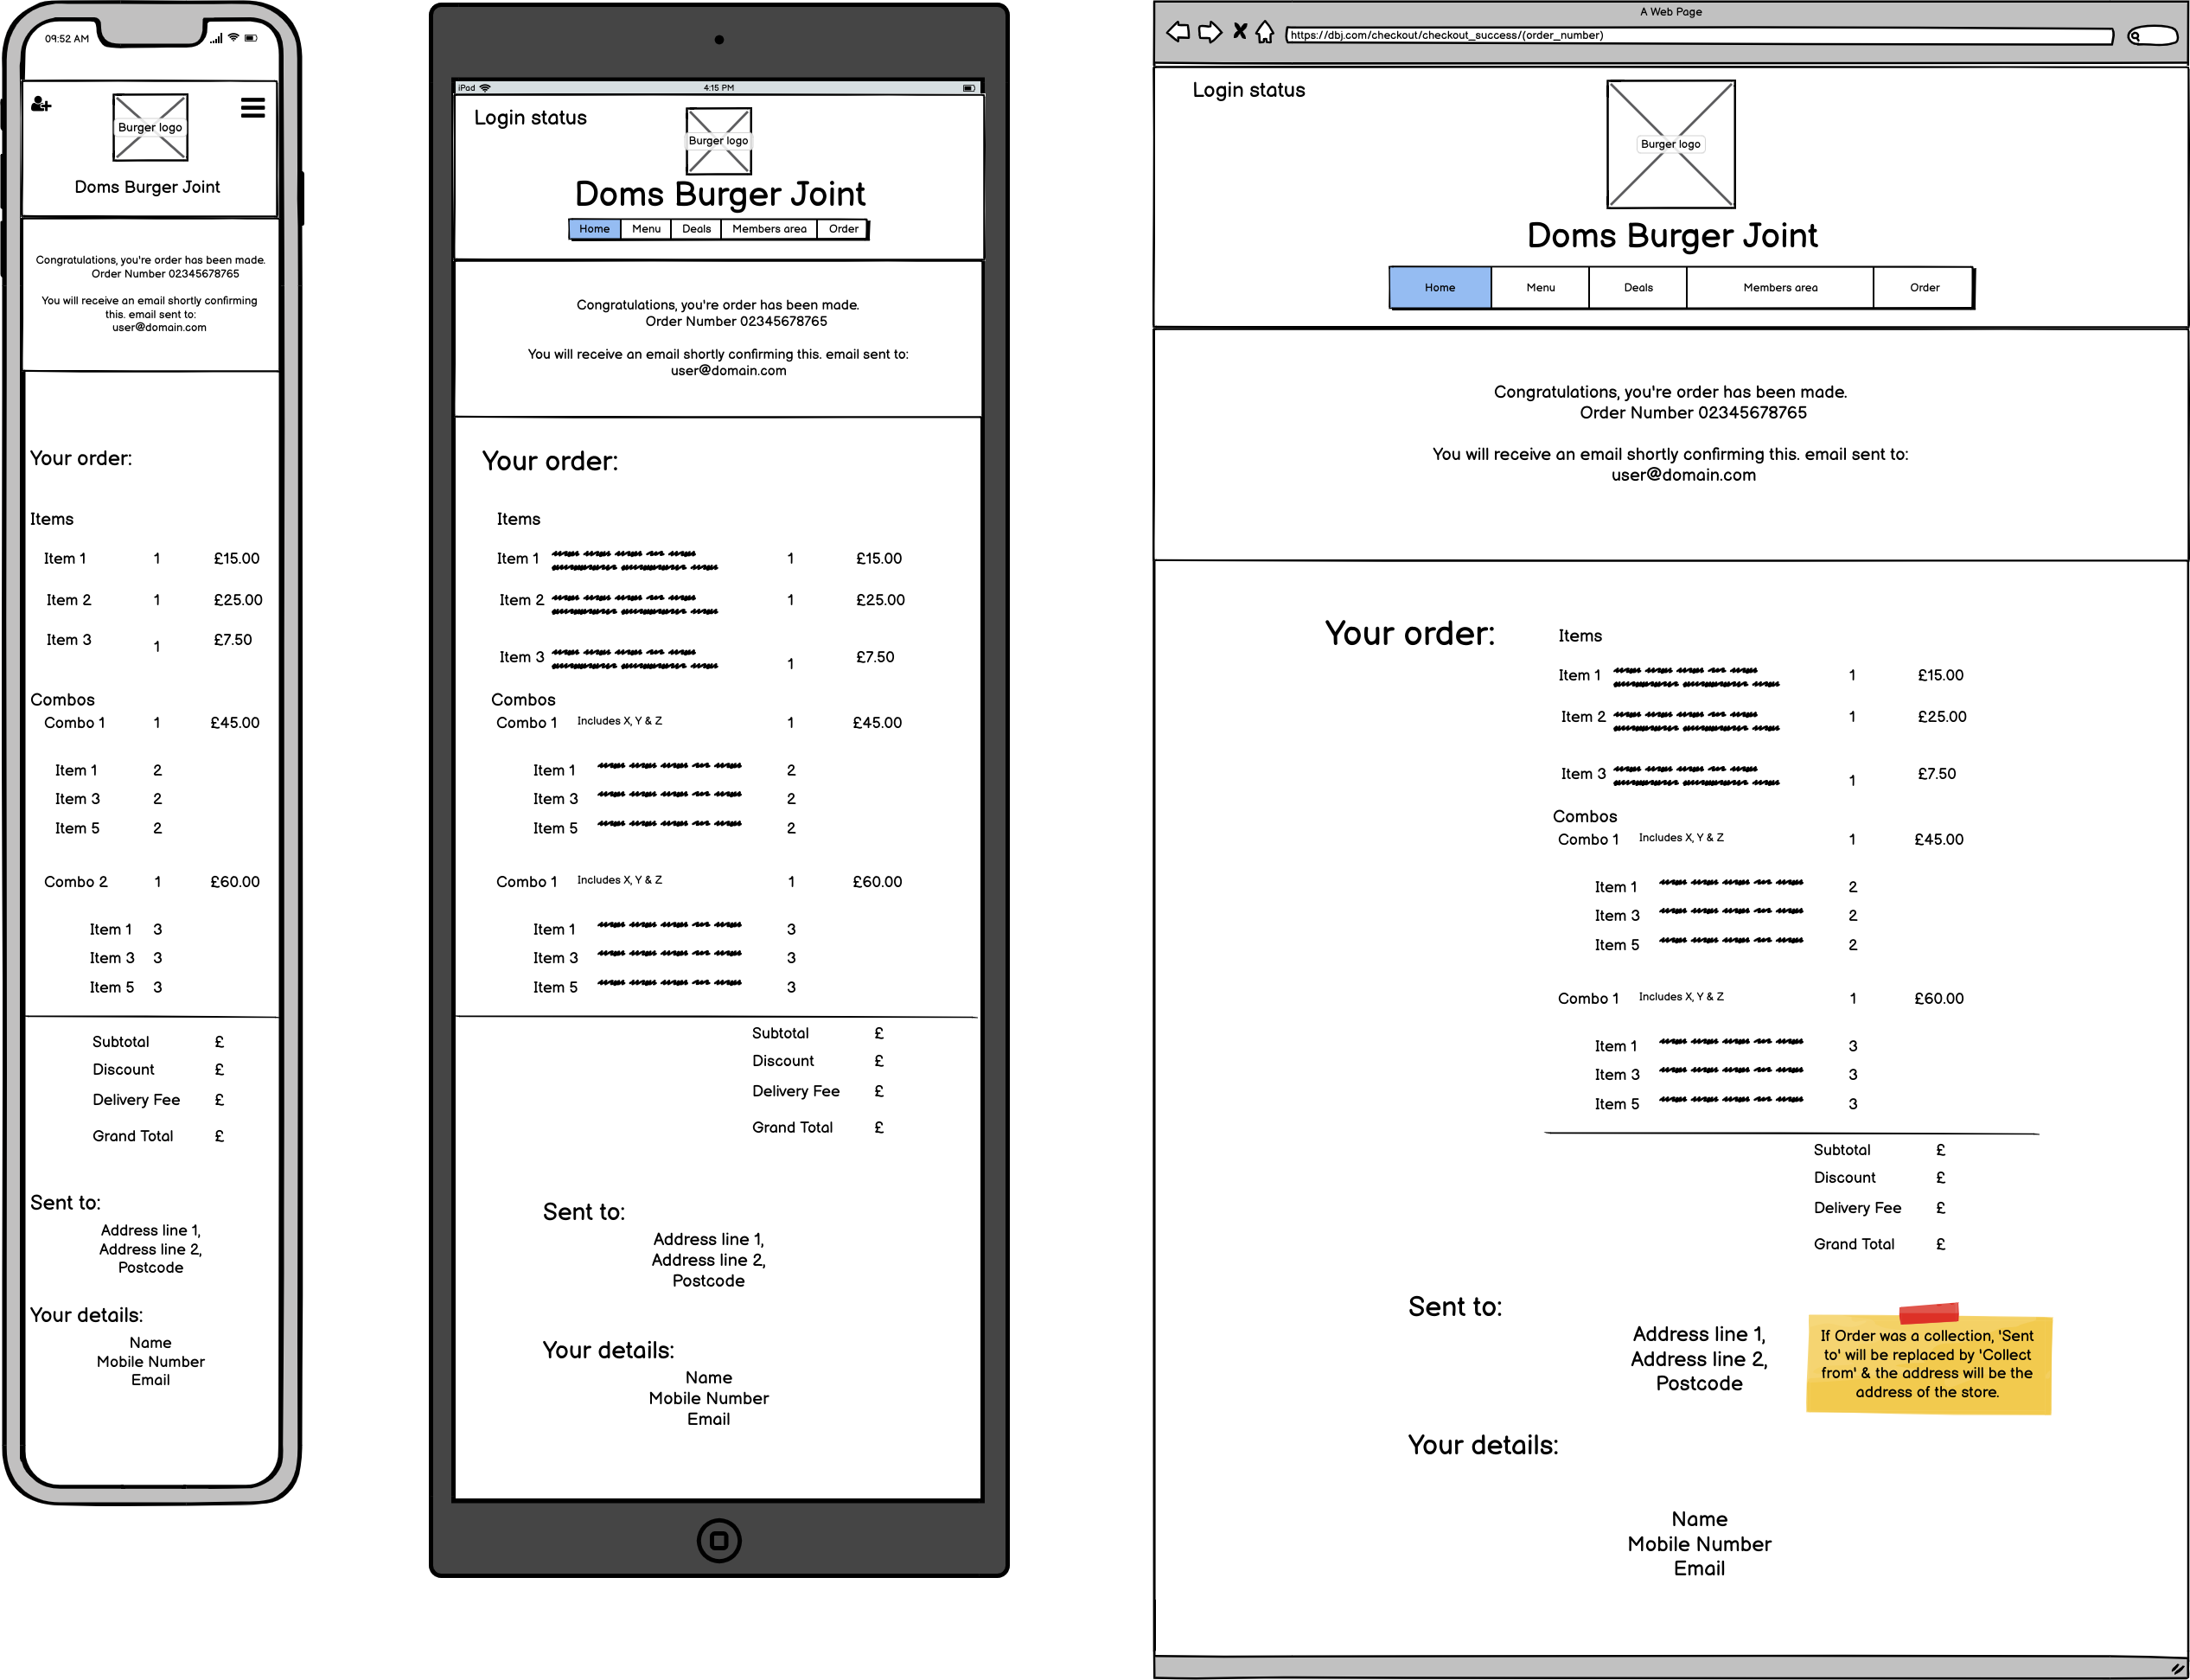 09:52 AM
Burger logo
Doms Burger Joint
Congratulations, you're order has been made.
Order Number 02345678765
You will receive an email shortly confirming
this. email sent to:
user@domain.com
Your order:
Items
Item 1 1 £15.00
Item 2 1 £25.00
Item 3 1 £7.50
Combos
Combo 1 1 £45.00
Item 1 2
Item 3 2
Item 5 2
Combo 2 1 £60.00
Item 1 3
Item 3 3
Item 5 3
Subtotal £
Discount £
Delivery Fee £
Grand Total £
Sent to:
Address line 1,
Address line 2,
Postcode
Your details:
Name
Mobile Number
Email
iPad 4:15 PM
Login status
Burger logo
Doms Burger Joint
Home Menu Deals Members area Order
Congratulations, you're order has been made.
Order Number 02345678765
You will receive an email shortly confirming this. email sent to:
user@domain.com
Your order:
Items
Item 1 1 £15.00
Item 2 1 £25.00
Item 3 1 £7.50
Combos
Combo 1 Includes X, Y & Z 1 £45.00
Item 1 2
Item 3 2
Item 5 2
Combo 1 Includes X, Y & Z 1 £60.00
Item 1 3
Item 3 3
Item 5 3
Subtotal £
Discount £
Delivery Fee £
Grand Total £
Sent to:
Address line 1,
Address line 2,
Postcode
Your details:
Name
Mobile Number
Email
A Web Page
https://dbj.com/checkout/checkout_success/(order_number)
Login status
Burger logo
Doms Burger Joint
Home Menu Deals Members area Order
Congratulations, you're order has been made.
Order Number 02345678765
You will receive an email shortly confirming this. email sent to:
user@domain.com
Your order:
Items
Item 1 1 £15.00
Item 2 1 £25.00
Item 3 1 £7.50
Combos
Combo 1 Includes X, Y & Z 1 £45.00
Item 1 2
Item 3 2
Item 5 2
Combo 1 Includes X, Y & Z 1 £60.00
Item 1 3
Item 3 3
Item 5 3
Subtotal £
Discount £
Delivery Fee £
Grand Total £
Sent to:
Address line 1,
Address line 2,
Postcode
If Order was a collection, 'Sent
to' will be replaced by 'Collect
from' & the address will be the
address of the store.
Your details:
Name
Mobile Number
Email